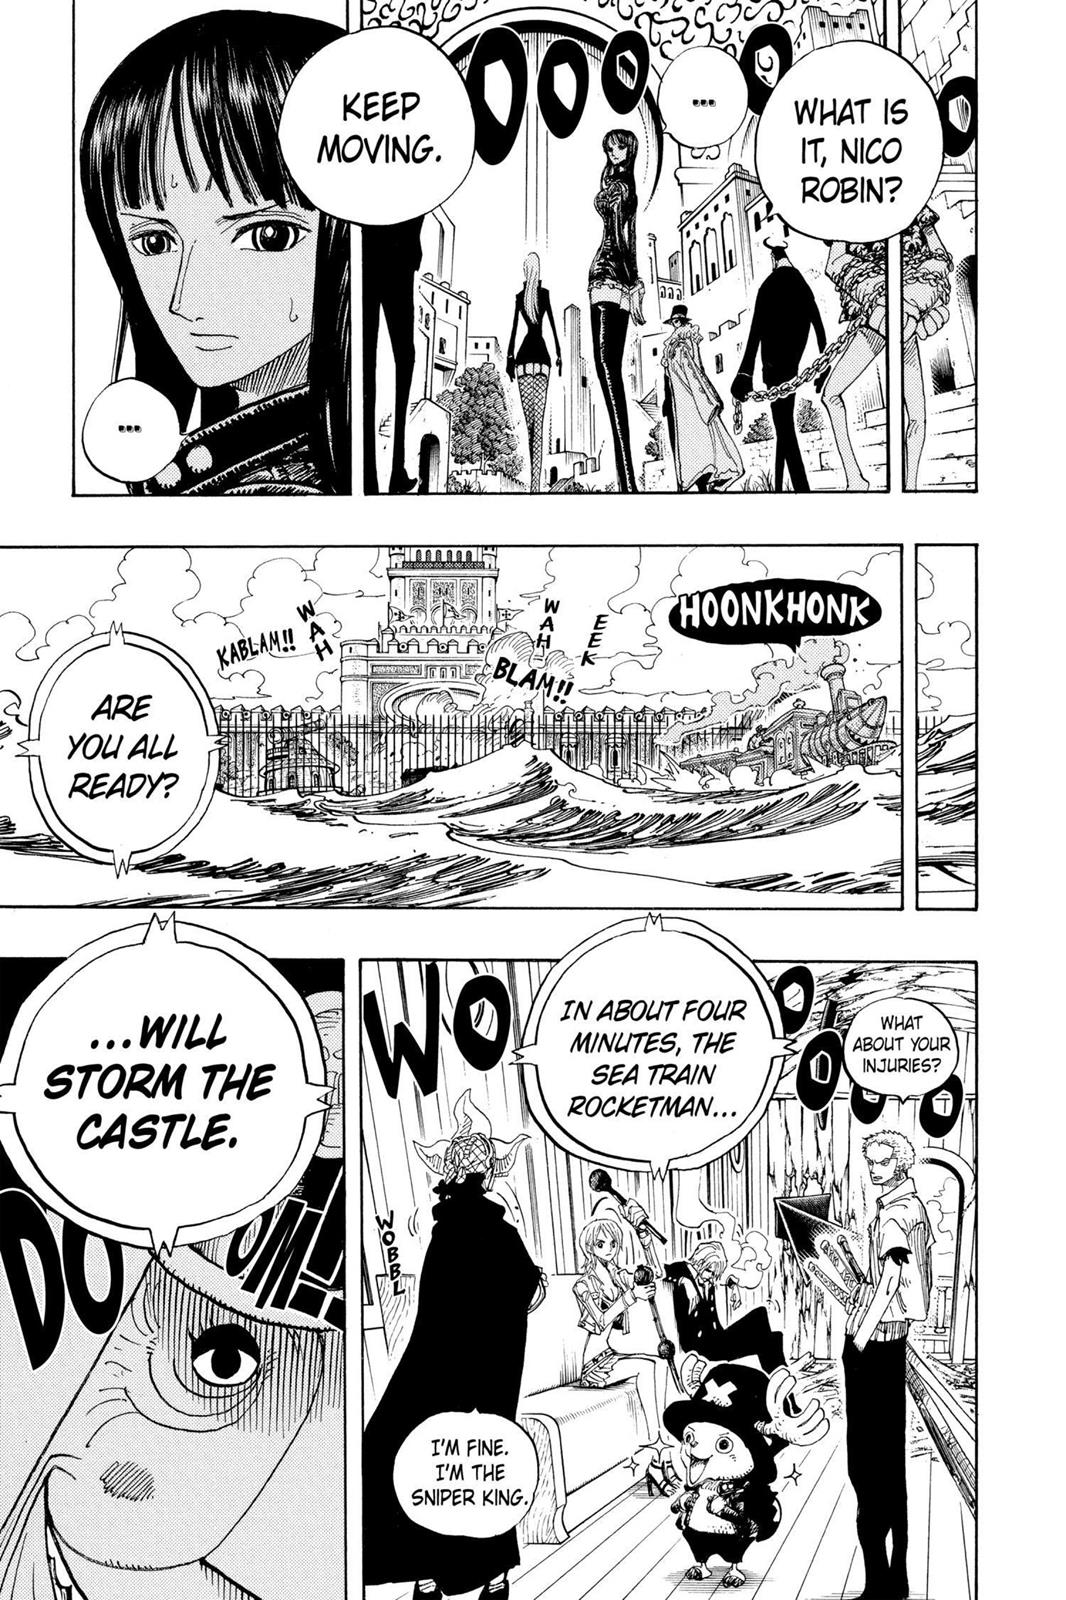 WHAT IS
IT, NICO
ROBIN?
...
KEEP
MOVING.
...
HOONKHONK
EEK
WAH
BLAM!!
WAH
KABLAM!!
ARE
YOU ALL
READY?
WHAT
ABOUT YOUR
INJURIES?
IN ABOUT FOUR
MINUTES, THE
SEA TRAIN
ROCKETMAN...
WO
WOBBL
I'M FINE.
I'M THE
SNIPER KING.
...WILL
STORM THE
CASTLE.